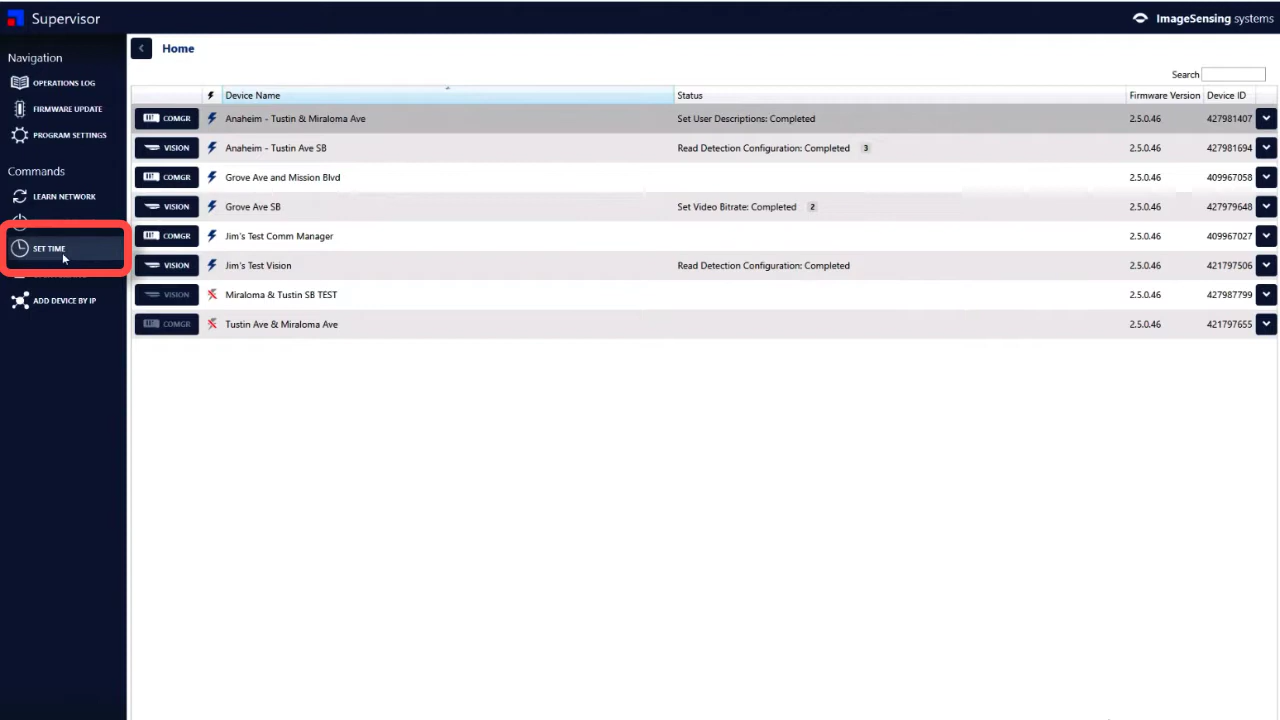 Supervisor
ImageSensing systems
Navigation
OPERATIONS LOG
FIRMWARE UPDATE
PROGRAM SETTINGS
Commands
LEARN NETWORK
SET TIME
ADD DEVICE BY IP
Home
Search
Device Name Status Firmware Version Device ID
COMGR Anaheim - Tustin & Miraloma Ave Set User Descriptions: Completed 2.5.0.46 427981407
VISION Anaheim - Tustin Ave SB Read Detection Configuration: Completed 3 2.5.0.46 427981694
COMGR Grove Ave and Mission Blvd 2.5.0.46 409967058
VISION Grove Ave SB Set Video Bitrate: Completed 2 2.5.0.46 427979648
COMGR Jim's Test Comm Manager 2.5.0.46 409967027
VISION Jim's Test Vision Read Detection Configuration: Completed 2.5.0.46 421797506
VISION Miraloma & Tustin SB TEST 2.5.0.46 427987799
COMGR Tustin Ave & Miraloma Ave 2.5.0.46 421797655